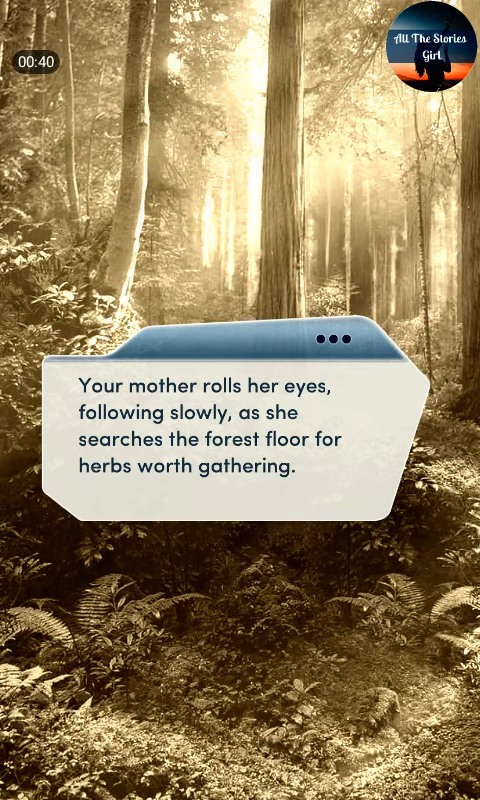 All The Stories
Girl
00:40
Your mother rolls her eyes,
following slowly, as she
searches the forest floor for
herbs worth gathering.